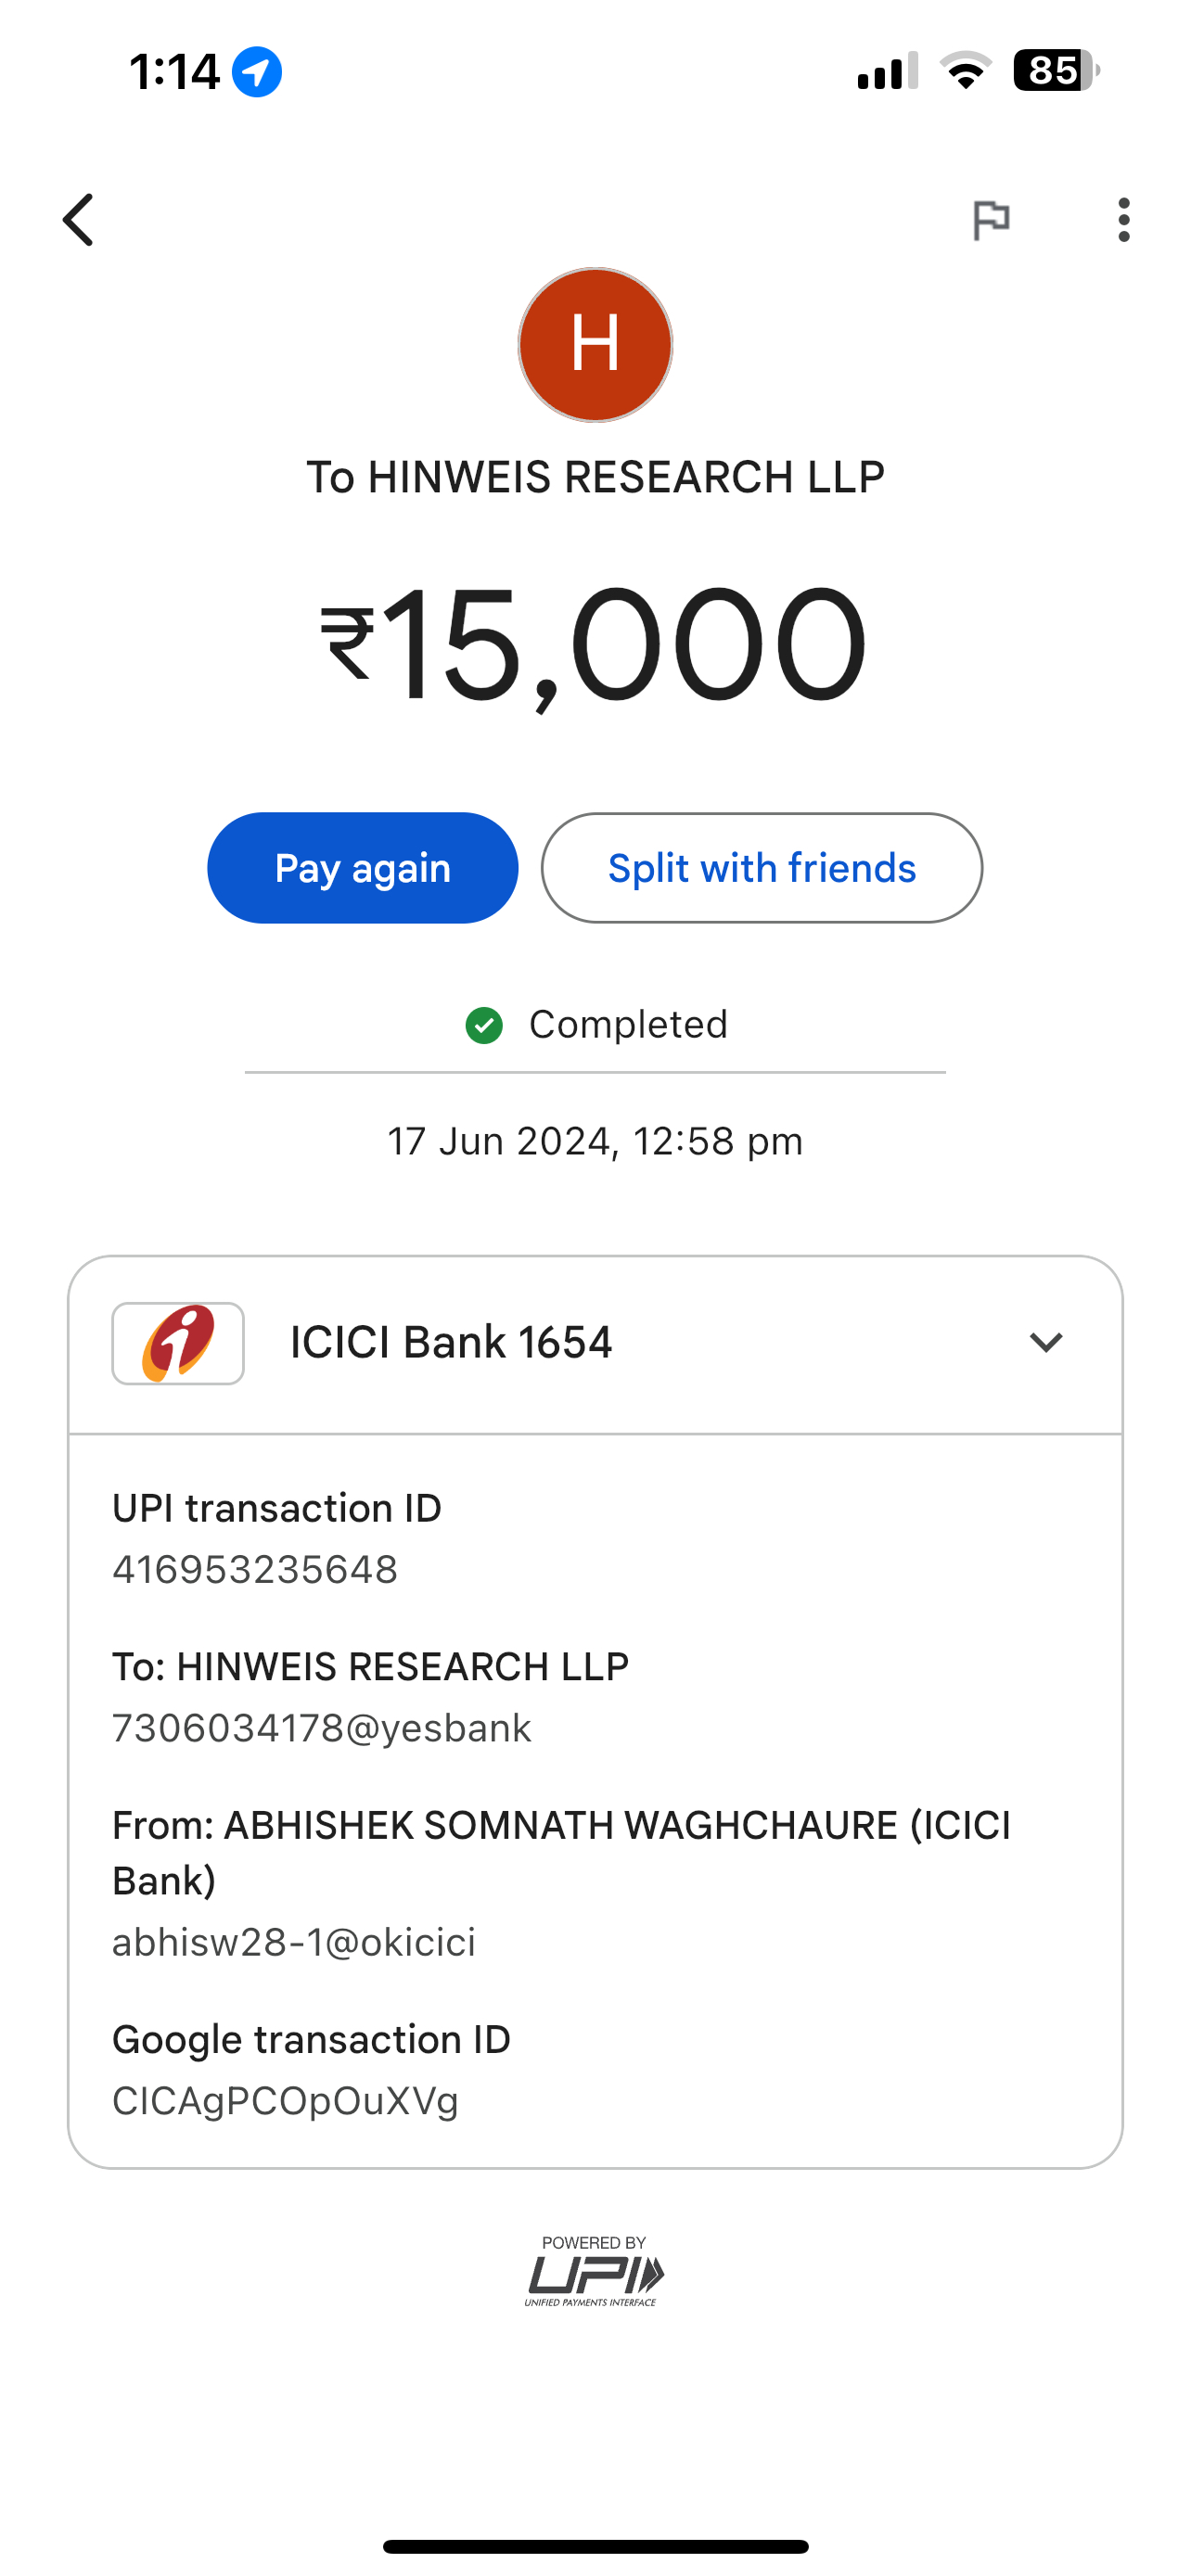 1:14
85
H
To HINWEIS RESEARCH LLP
₹15,000
Pay again
Split with friends
Completed
17 Jun 2024, 12:58 pm
ICICI Bank 1654
UPI transaction ID
416953235648
To: HINWEIS RESEARCH LLP
7306034178@yesbank
From: ABHISHEK SOMNATH WAGHCHAURE (ICICI
Bank)
abhisw28-1@okicici
Google transaction ID
CICAgPCOpOuXVg
POWERED BY
UPI
UNIFIED PAYMENTS INTERFACE